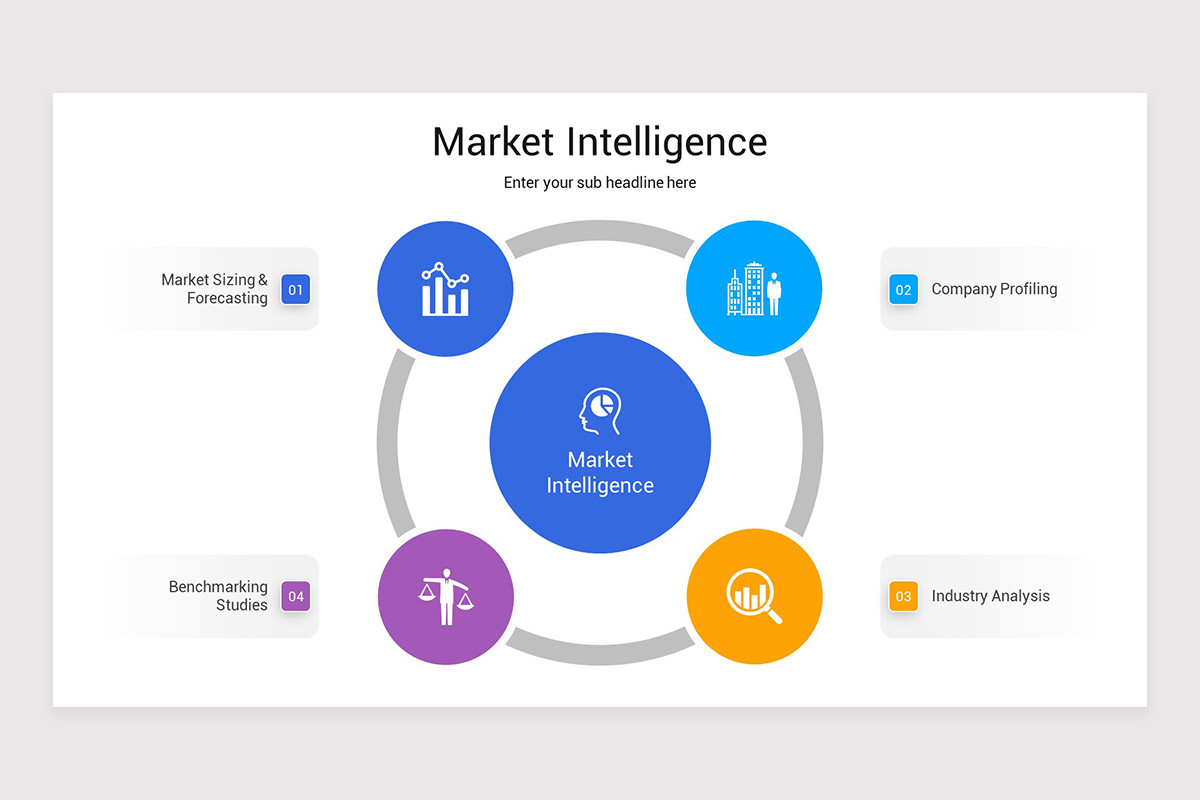 Market Intelligence
Enter your sub headline here
Market Sizing &
Forecasting
01
02
Company Profiling
Market
Intelligence
Benchmarking
Studies
04
03
Industry Analysis